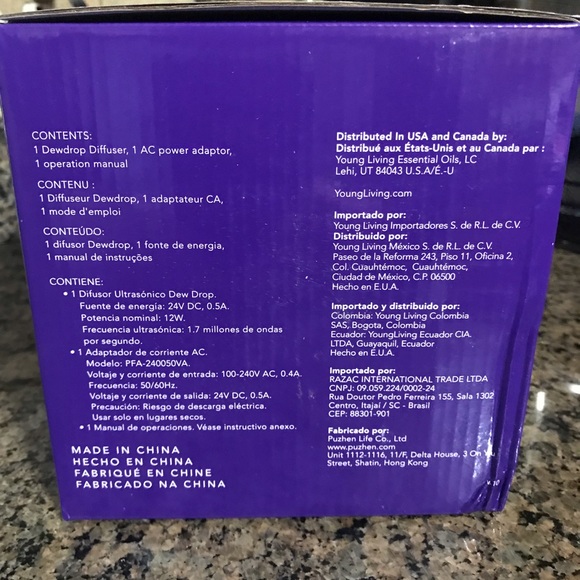 CONTENTS:
1 Dewdrop Diffuser, 1 AC power adaptor,
1 operation manual
CONTENU :
1 Diffuseur Dewdrop, 1 adaptateur CA,
1 mode d'emploi
CONTEÚDO:
1 difusor Dewdrop, 1 fonte de energia,
1 manual de instruções
CONTIENE:
• 1 Difusor Ultrasónico Dew Drop.
Fuente de energía: 24V DC, 0.5A.
Potencia nominal: 12W.
Frecuencia ultrasónica: 1.7 millones de ondas
por segundo.
• 1 Adaptador de corriente AC.
Modelo: PFA-240050VA.
Voltaje y corriente de entrada: 100-240V AC, 0.4A.
Frecuencia: 50/60Hz.
Voltaje y corriente de salida: 24V DC, 0.5A.
Precaución: Riesgo de descarga eléctrica.
Usar solo en lugares secos.
• 1 Manual de operaciones. Véase instructivo anexo.
MADE IN CHINA
HECHO EN CHINA
FABRIQUÉ EN CHINE
FABRICADO NA CHINA
Distributed In USA and Canada by:
Distribué aux États-Unis et au Canada par :
Young Living Essential Oils, LC
Lehi, UT 84043 U.S.A/É.-U
YoungLiving.com
Importado por:
Young Living Importadores S. de R.L. de C.V.
Distribuido por:
Young Living México S. de R.L. de C.V.
Paseo de la Reforma 243, Piso 11, Oficina 2,
Col. Cuauhtémoc, Cuauhtémoc,
Ciudad de México, C.P. 06500
Hecho en E.U.A.
Importado y distribuido por:
Colombia: Young Living Colombia
SAS, Bogota, Colombia
Ecuador: YoungLiving Ecuador CIA.
LTDA, Guayaquil, Ecuador
Hecho en E.U.A.
Importado por:
RAZAC INTERNATIONAL TRADE LTDA
CNPJ: 09.059.224/0002-24
Rua Doutor Pedro Ferreira 155, Sala 1302
Centro, Itajaí / SC - Brasil
CEP: 88301-901
Fabricado por:
Puzhen Life Co., Ltd
www.puzhen.com
Unit 1112-1116, 11/F, Delta House, 3 On
Street, Shatin, Hong Kong